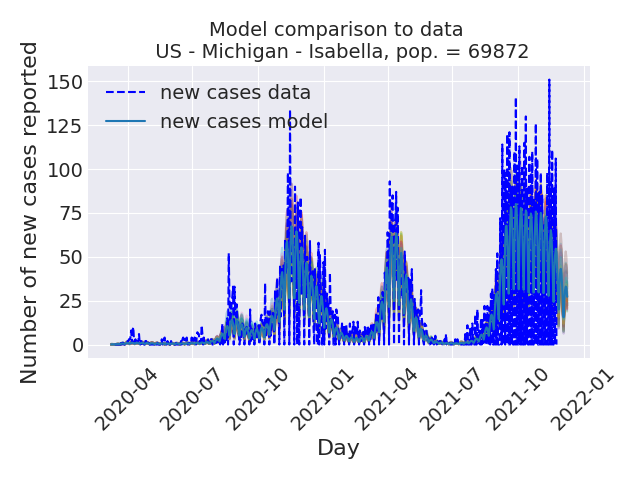 Model comparison to data
US - Michigan - Isabella, pop. = 69872
Number of new cases reported
150
125
100
75
50
25
0
new cases data
new cases model
2020-04
2020-07
2020-10
2021-01
2021-04
2021-07
2021-10
2022-01
Day